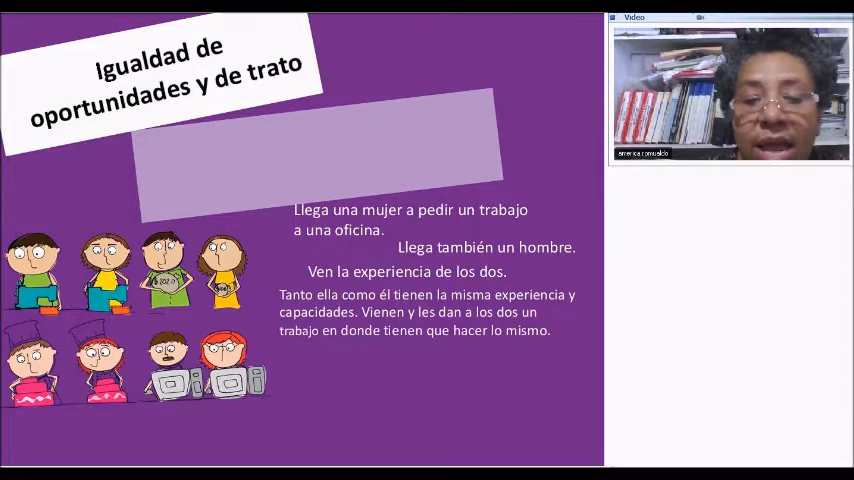 Video
Igualdad de
oportunidades y de trato
america romualdo
Llega una mujer a pedir un trabajo
a una oficina.
Llega también un hombre.
Ven la experiencia de los dos.
Tanto ella como él tienen la misma experiencia y
capacidades. Vienen y les dan a los dos un
trabajo en donde tienen que hacer lo mismo.